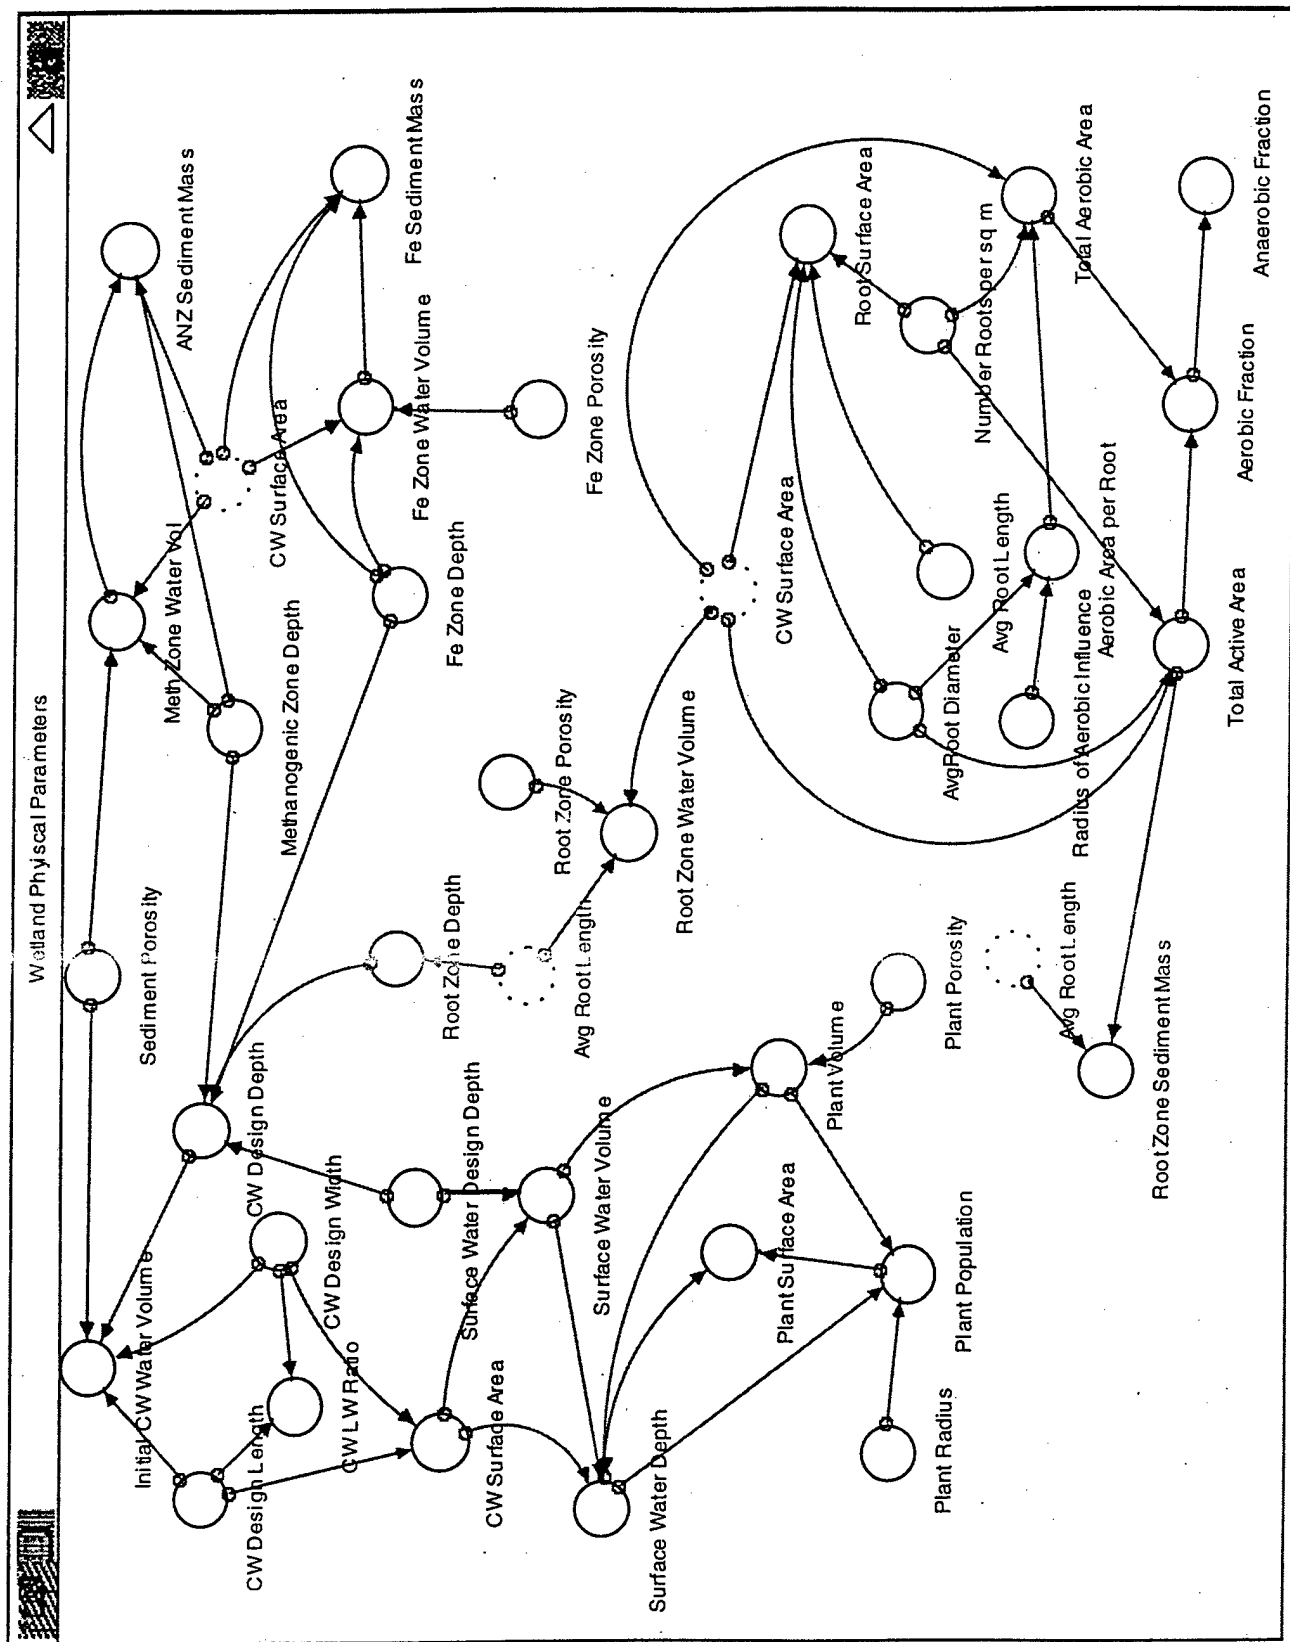 Wetland Phyiscal Parameters
Initial CW Water Volume
Sediment Porosity
Meth Zone Water Vol
ANZ Sediment Mass
CW Design Length
CW L W Ratio
CW Design Width
CW Design Depth
Methanogenic Zone Depth
CW Surface Area
Fe Sediment Mass
CW Surface Area
Surface Water Design Depth
Root Zone Depth
Fe Zone Depth
Fe Zone Water Volume
Surface Water Depth
Surface Water Volume
Avg Root Length
Root Zone Porosity
Root Zone Water Volume
Fe Zone Porosity
CW Surface Area
Root Surface Area
Plant Surface Area
Plant Volume
Plant Radius
Plant Population
Plant Porosity
Avg Root Diameter
Avg Root Length
Number Roots per sq m
Root Zone Sediment Mass
Avg Root Length
Radius of Aerobic Influence
Aerobic Area per Root
Total Aerobic Area
Total Active Area
Aerobic Fraction
Anaerobic Fraction